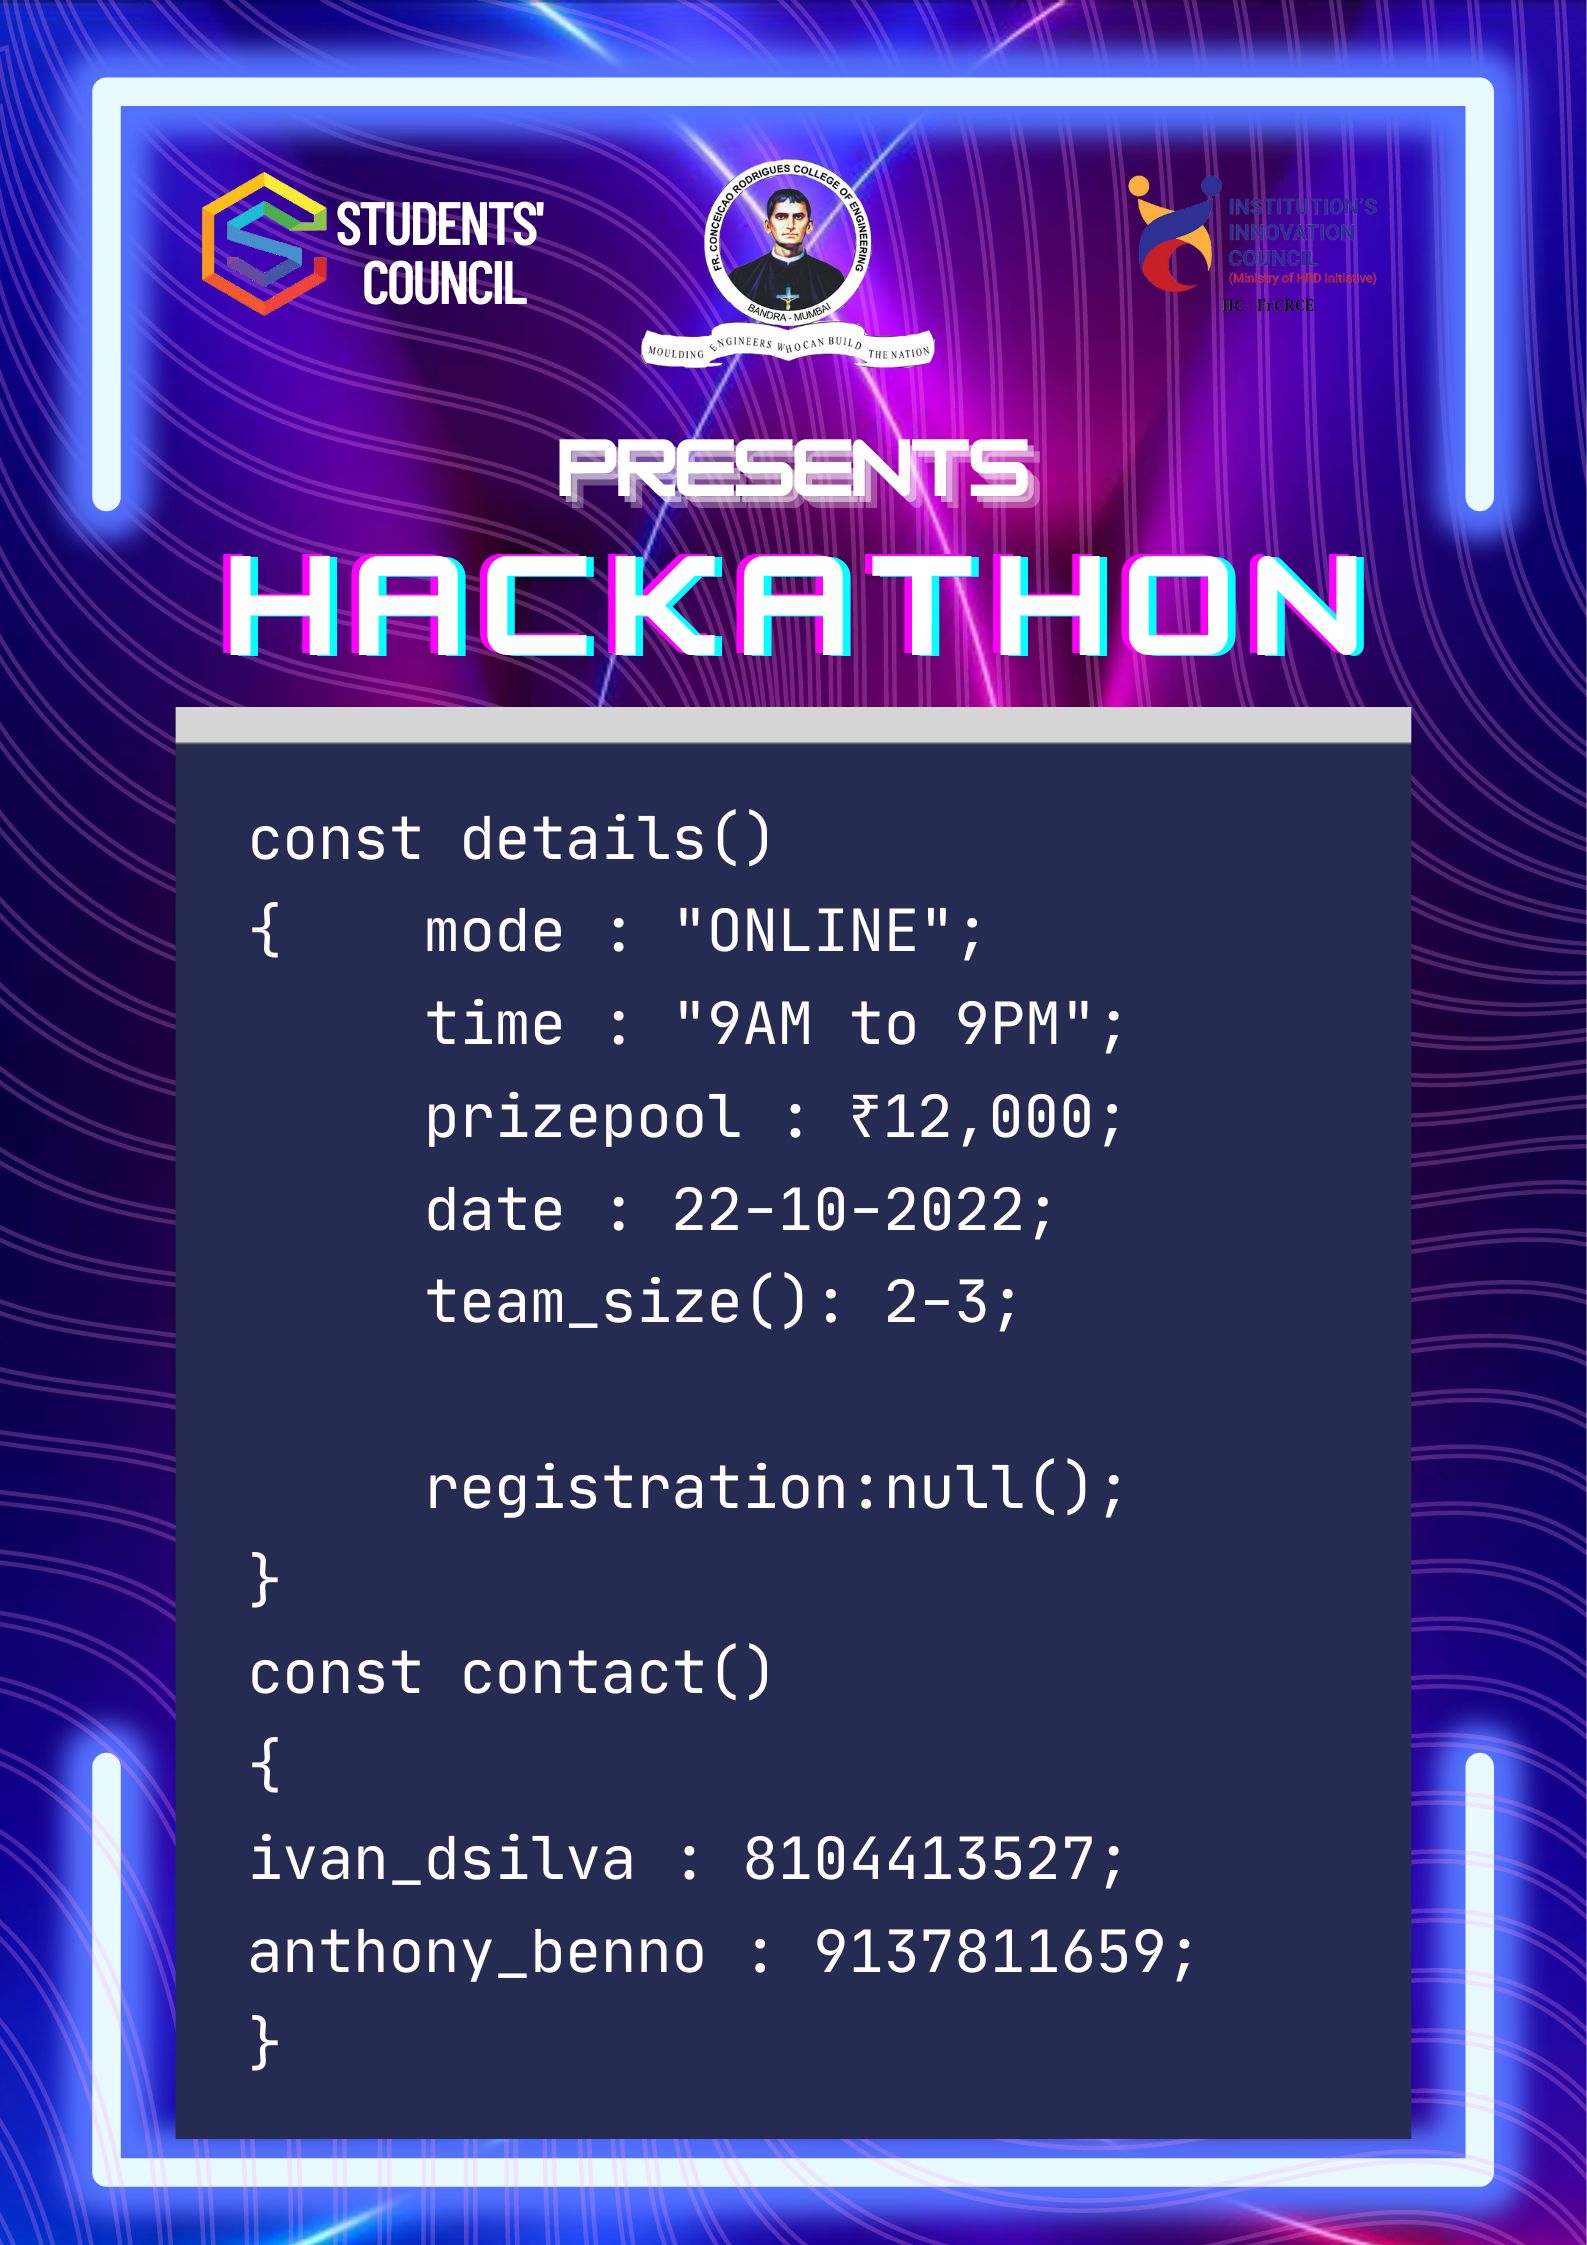 STUDENTS'
COUNCIL
FR. CONCEICAO RODRIGUES COLLEGE OF ENGINEERING
BANDRA - MUMBAI
MOULDING ENGINEERS WHO CAN BUILD THE NATION
INSTITUTION'S
INNOVATION
COUNCIL
(Ministry of HRD Initiative)
IIC - FrCRCE
PRESENTS
HACKATHON
const details()
{    mode : "ONLINE";
time : "9AM to 9PM";
prizepool : ₹12,000;
date : 22-10-2022;
team_size(): 2-3;
registration:null();
}
const contact()
{
ivan_dsilva : 8104413527;
anthony_benno : 9137811659;
}